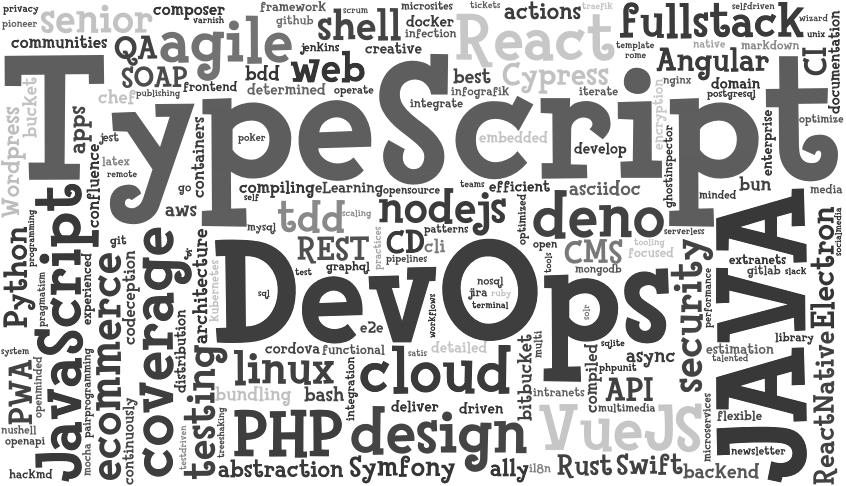 privacy
pioneer
senior
composer
varnish
framework
github
scrum
shell
microsites
docker
infection
tickets
actions
traefik
fullstack
selfdriven
wizard
unix
communities
QA
agile
jenkins
creative
React
template
rome
native
markdown
CI
documentation
SOAP
bdd
web
best
Cypress
Angular
bucket
chef
publishing
frontend
determined
operate
infografik
iterate
nginx
domain
postgresql
integrate
TypeScript
Wordpress
apps
jest
containers
poker
embedded
develop
encryption
enterprise
optimize
confluence
latex
remote
go
compiling
eLearning
opensource
teams
efficient
asciidoc
ghostinspector
minded
bun
media
self
aws
tdd
scaling
nodejs
optimized
deno
JAVA
socialmedia
mysql
patterns
serverless
Python
programming
JavaScript
git
coverage
tv
architecture
REST
practices
CD
cli
open
CMS
tooling
focused
security
extranets
Electron
experienced
codeception
Kubernetes
test
graphql
pipelines
tools
mongodb
gitlab
slack
pragmatism
DevOps
sql
nosql
jira
ruby
terminal
workflows
solr
performance
e2e
sqlite
library
system
distribution
cordova
functional
satis
detailed
multi
async
estimation
talented
PWA
openminded
pairprogramming
ecommerce
testing
linux
cloud
bitbucket
compiled
phpunit
ReactNative
bundling
bash
integration
intranets
API
multimedia
microservices
flexible
nushell
openapi
mocha
continuously
testdriven
treeshaking
PHP
deliver
driven
design
VueJS
newsletter
hackmd
abstraction
Symfony
ally
i18n
Rust
Swift
backend